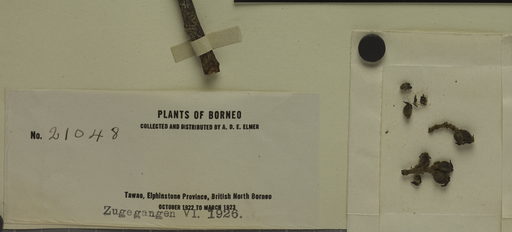 PLANTS OF BORNEO
COLLECTED AND DISTRIBUTED BY A. D. E. ELMER
No. 21048
Tawao, Elphinstone Province, British North Borneo
OCTOBER 1922 TO MARCH 1923
Zugegangen VI. 1926.